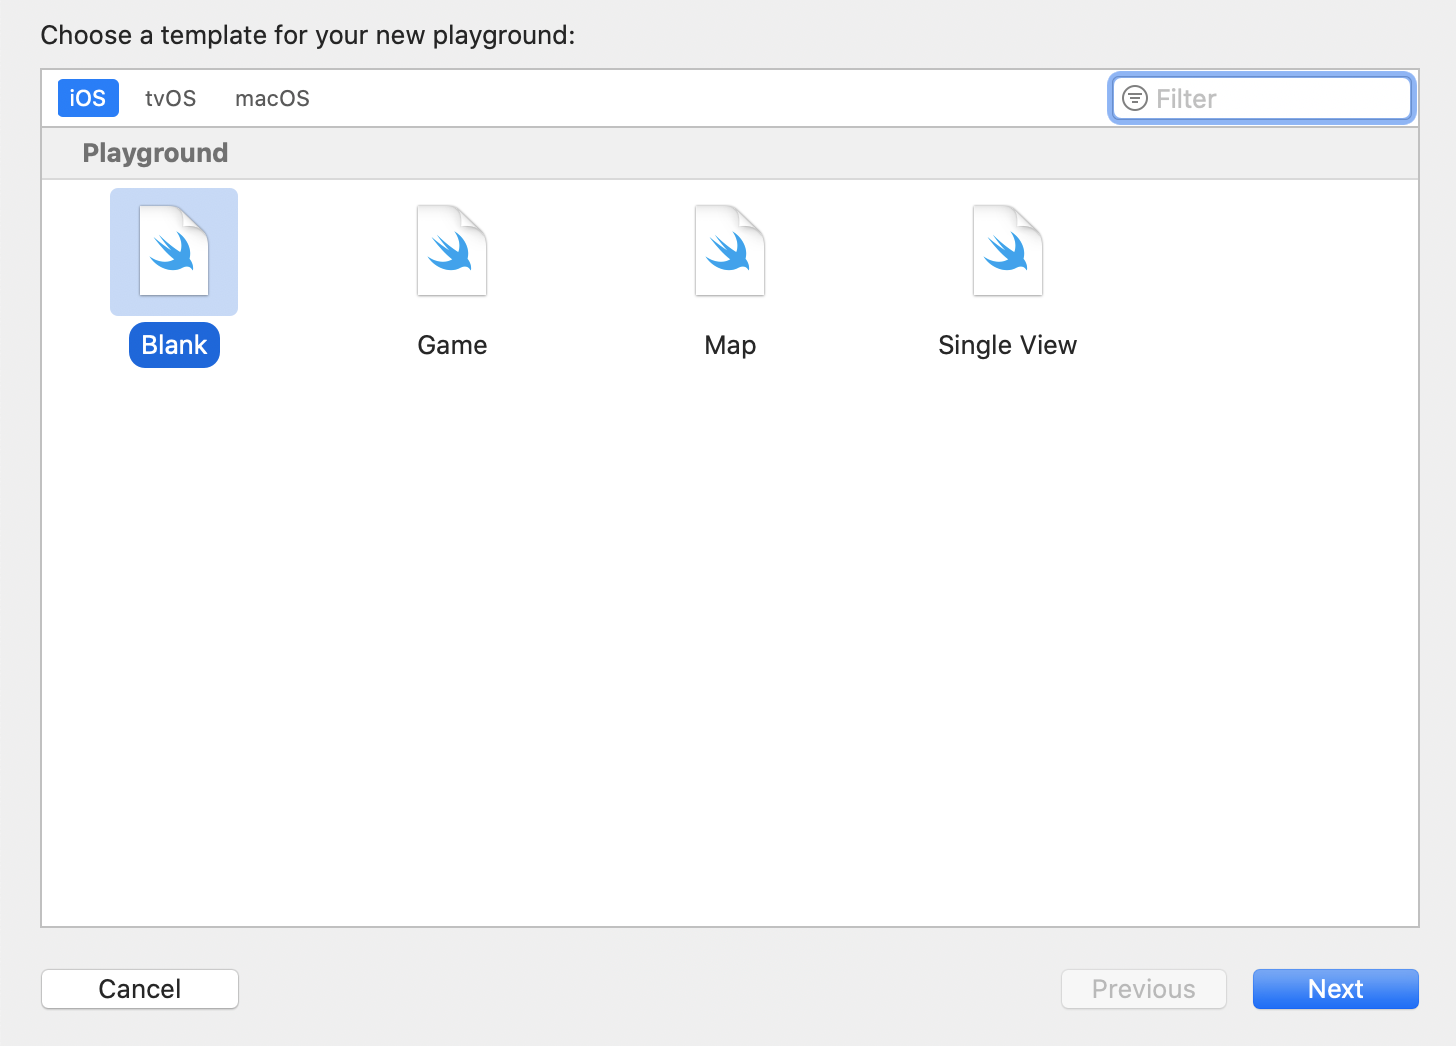 Choose a template for your new playground:
iOS tvOS macOS Filter
Playground
Blank Game Map Single View
Cancel Previous Next